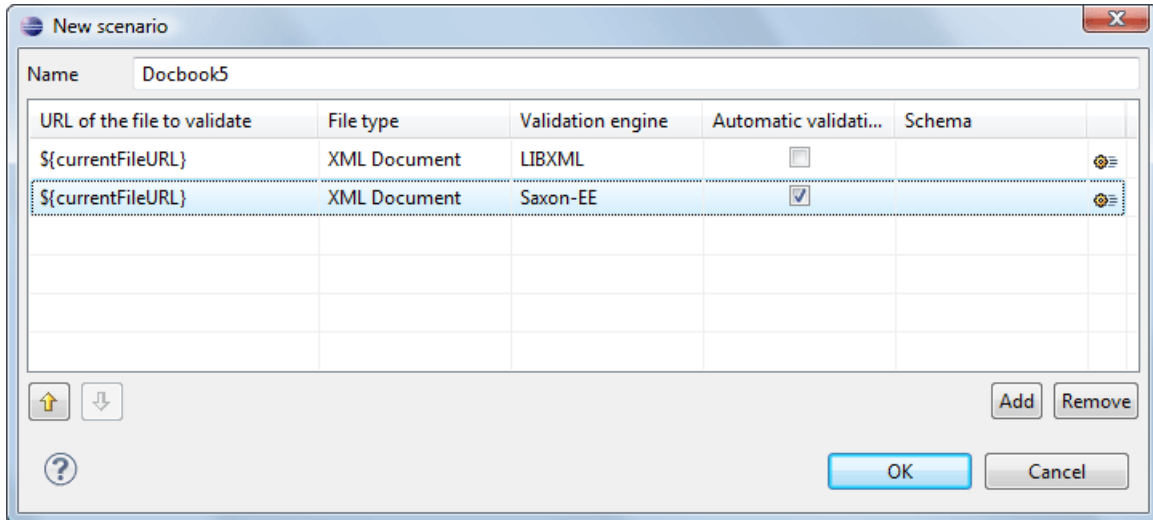 New scenario
Name Docbook5
URL of the file to validate File type Validation engine Automatic validati... Schema
${currentFileURL} XML Document LIBXML
${currentFileURL} XML Document Saxon-EE
Add Remove
? OK Cancel